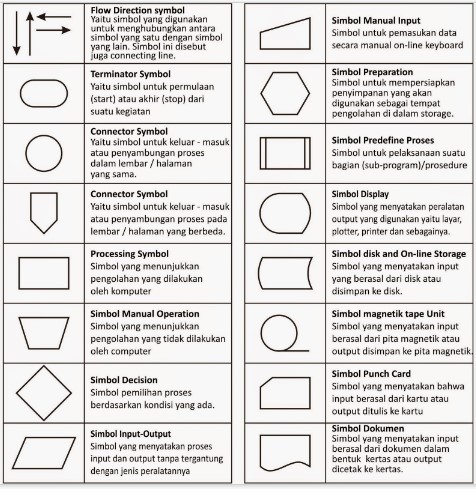 Flow Direction symbol
Yaitu simbol yang digunakan
untuk menghubungkan antara
simbol yang satu dengan simbol
yang lain. Simbol ini disebut
juga connecting line.
Terminator Symbol
Yaitu simbol untuk permulaan
(start) atau akhir (stop) dari
suatu kegiatan
Connector Symbol
Yaitu simbol untuk keluar - masuk
atau penyambungan proses
dalam lembar / halaman
yang sama.
Connector Symbol
Yaitu simbol untuk keluar - masuk
atau penyambungan proses pada
lembar / halaman yang berbeda.
Processing Symbol
Simbol yang menunjukkan
pengolahan yang dilakukan
oleh komputer
Simbol Manual Operation
Simbol yang menunjukkan
pengolahan yang tidak dilakukan
oleh computer
Simbol Decision
Simbol pemilihan proses
berdasarkan kondisi yang ada.
Simbol Input-Output
Simbol yang menyatakan proses
input dan output tanpa tergantung
dengan jenis peralatannya
Simbol Manual Input
Simbol untuk pemasukan data
secara manual on-line keyboard
Simbol Preparation
Simbol untuk mempersiapkan
penyimpanan yang akan
digunakan sebagai tempat
pengolahan di dalam storage.
Simbol Predefine Proses
Simbol untuk pelaksanaan suatu
bagian (sub-program)/prosedure
Simbol Display
Simbol yang menyatakan peralatan
output yang digunakan yaitu layar,
plotter, printer dan sebagainya.
Simbol disk and On-line Storage
Simbol yang menyatakan input
yang berasal dari disk atau
disimpan ke disk.
Simbol magnetik tape Unit
Simbol yang menyatakan input
berasal dari pita magnetik atau
output disimpan ke pita magnetik.
Simbol Punch Card
Simbol yang menyatakan bahwa
input berasal dari kartu atau
output ditulis ke kartu
Simbol Dokumen
Simbol yang menyatakan input
berasal dari dokumen dalam
bentuk kertas atau output
dicetak ke kertas.